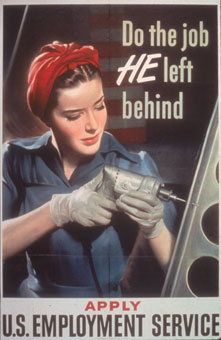 Do the job
HE left
behind
APPLY
U.S. EMPLOYMENT SERVICE